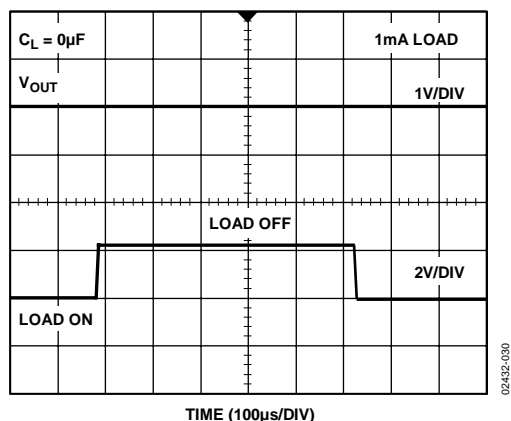 C_L = 0µF
1mA LOAD
V_OUT
1V/DIV
LOAD OFF
2V/DIV
LOAD ON
02432-030
TIME (100µs/DIV)